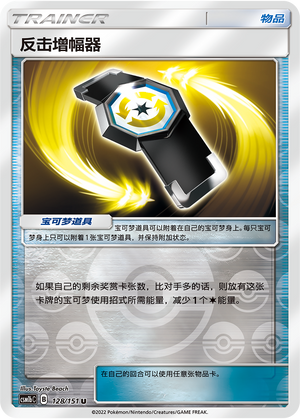 TRAINER 物品
反击增幅器
宝可梦道具
宝可梦道具可以附着在自己的宝可梦身上。每只宝可
梦身上只可以附着1张宝可梦道具，并保持附加状态。
如果自己的剩余奖赏卡张数，比对手多的话，则放有这张
卡牌的宝可梦使用招式所需能量，减少1个
在自己的回合可以使用任意张物品卡。
Illus. Toyste Beach
CSM1bC B 128/151 U
©2022 Pokémon/Nintendo/Creatures/GAME FREAK.